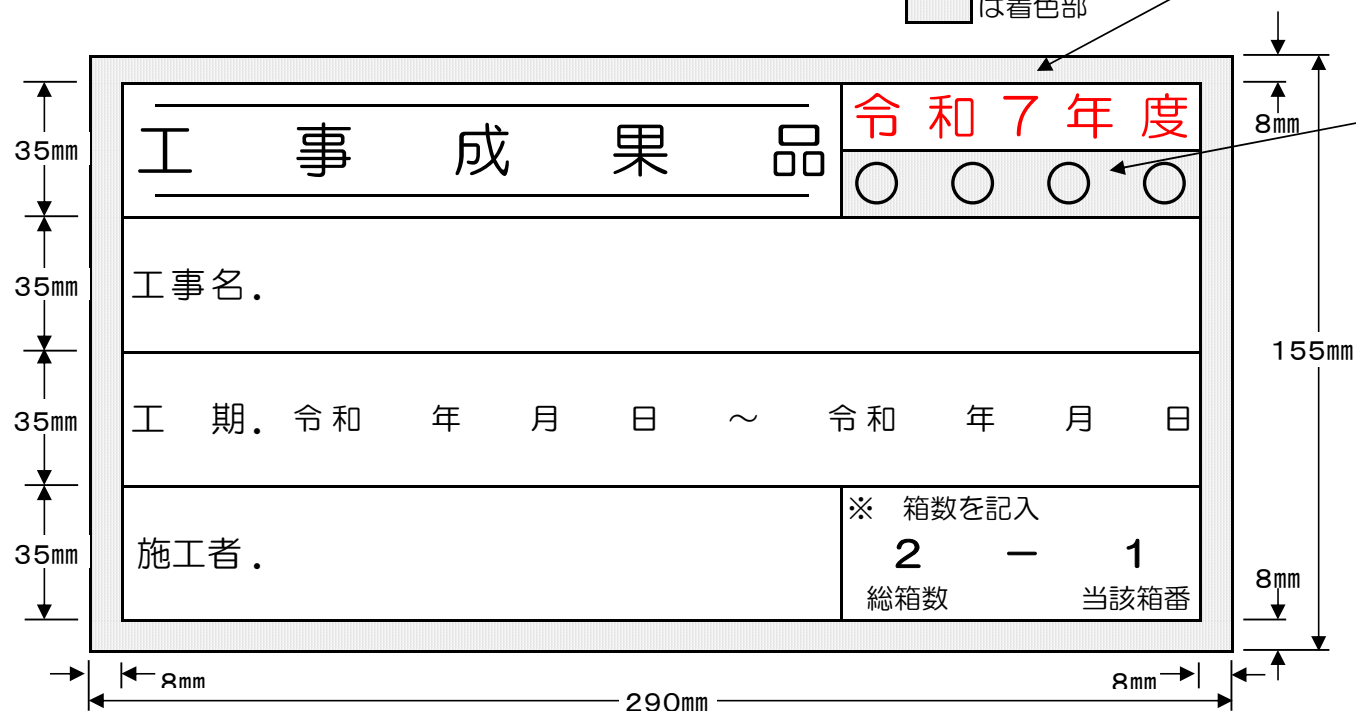 は着色部
8㎜
工事成果品
令和７年度
○○○○
35㎜
工事名．
35㎜
155㎜
工　期．令和　年　月　日　～　令和　年　月　日
35㎜
※　箱数を記入
施工者．
2　－　1
35㎜
総箱数　当該箱番
8㎜
8㎜
8㎜
290㎜